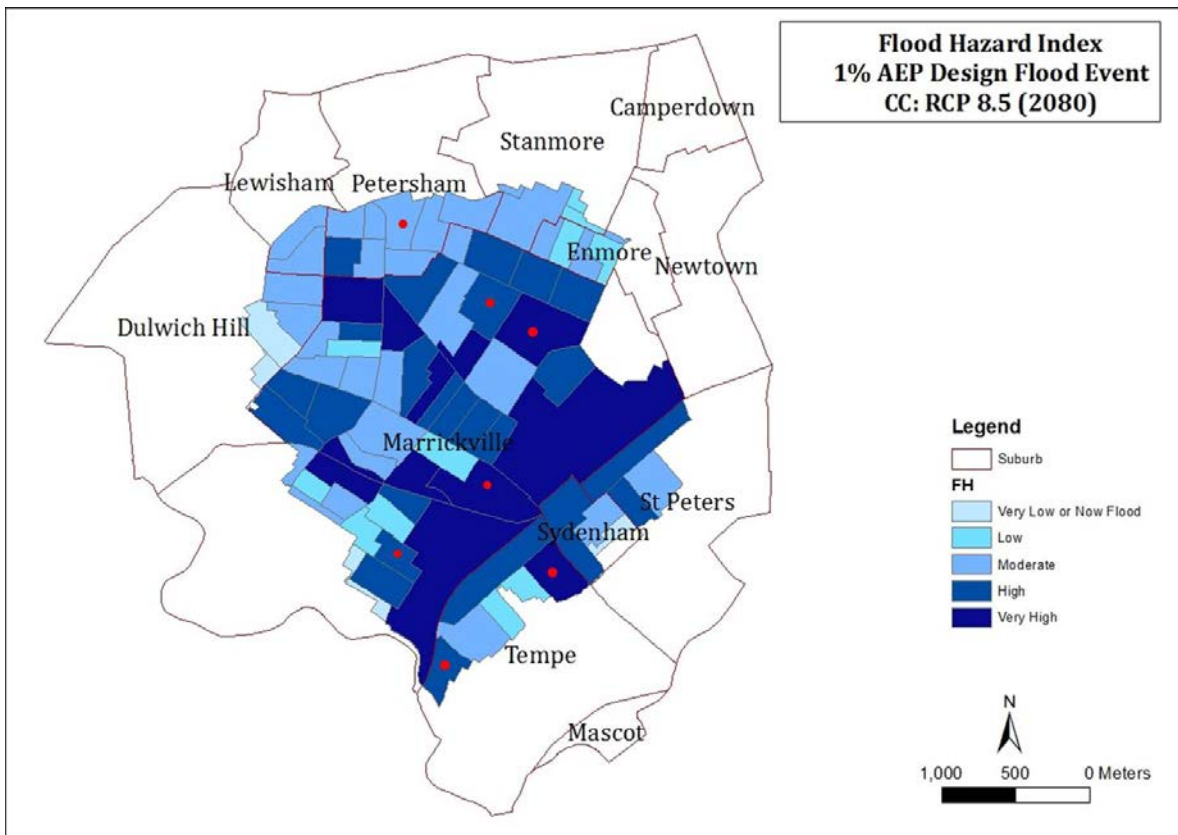 Flood Hazard Index
1% AEP Design Flood Event
CC: RCP 8.5 (2080)
Camperdown
Stanmore
Lewisham
Petersham
Enmore
Newtown
Dulwich Hill
Marrickville
St Peters
Sydenham
Tempe
Mascot
Legend
Suburb
FH
Very Low or Now Flood
Low
Moderate
High
Very High
N
1,000 500 0 Meters